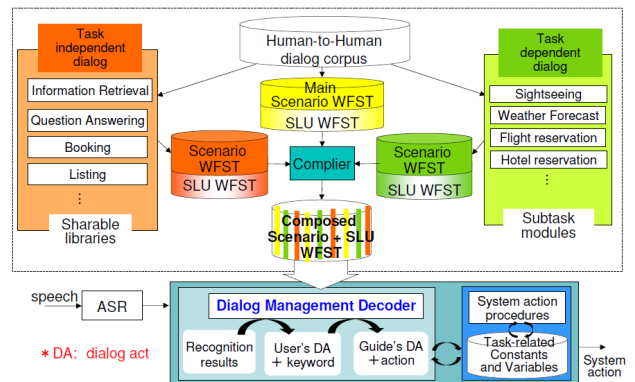 Task
independent
dialog
Information Retrieval
Question Answering
Booking
Listing
⋮
Sharable
libraries
Human-to-Human
dialog corpus
Main
Scenario WFST
SLU WFST
Scenario
WFST
SLU WFST
Complier
Scenario
WFST
SLU WFST
Composed
Scenario + SLU
WFST
Task
dependent
dialog
Sightseeing
Weather Forecast
Flight reservation
Hotel reservation
⋮
Subtask
modules
speech
ASR
* DA: dialog act
Dialog Management Decoder
Recognition
results
User's DA
+ keyword
Guide's DA
+action
System action
procedures
Task-related
Constants
and Variables
System
action